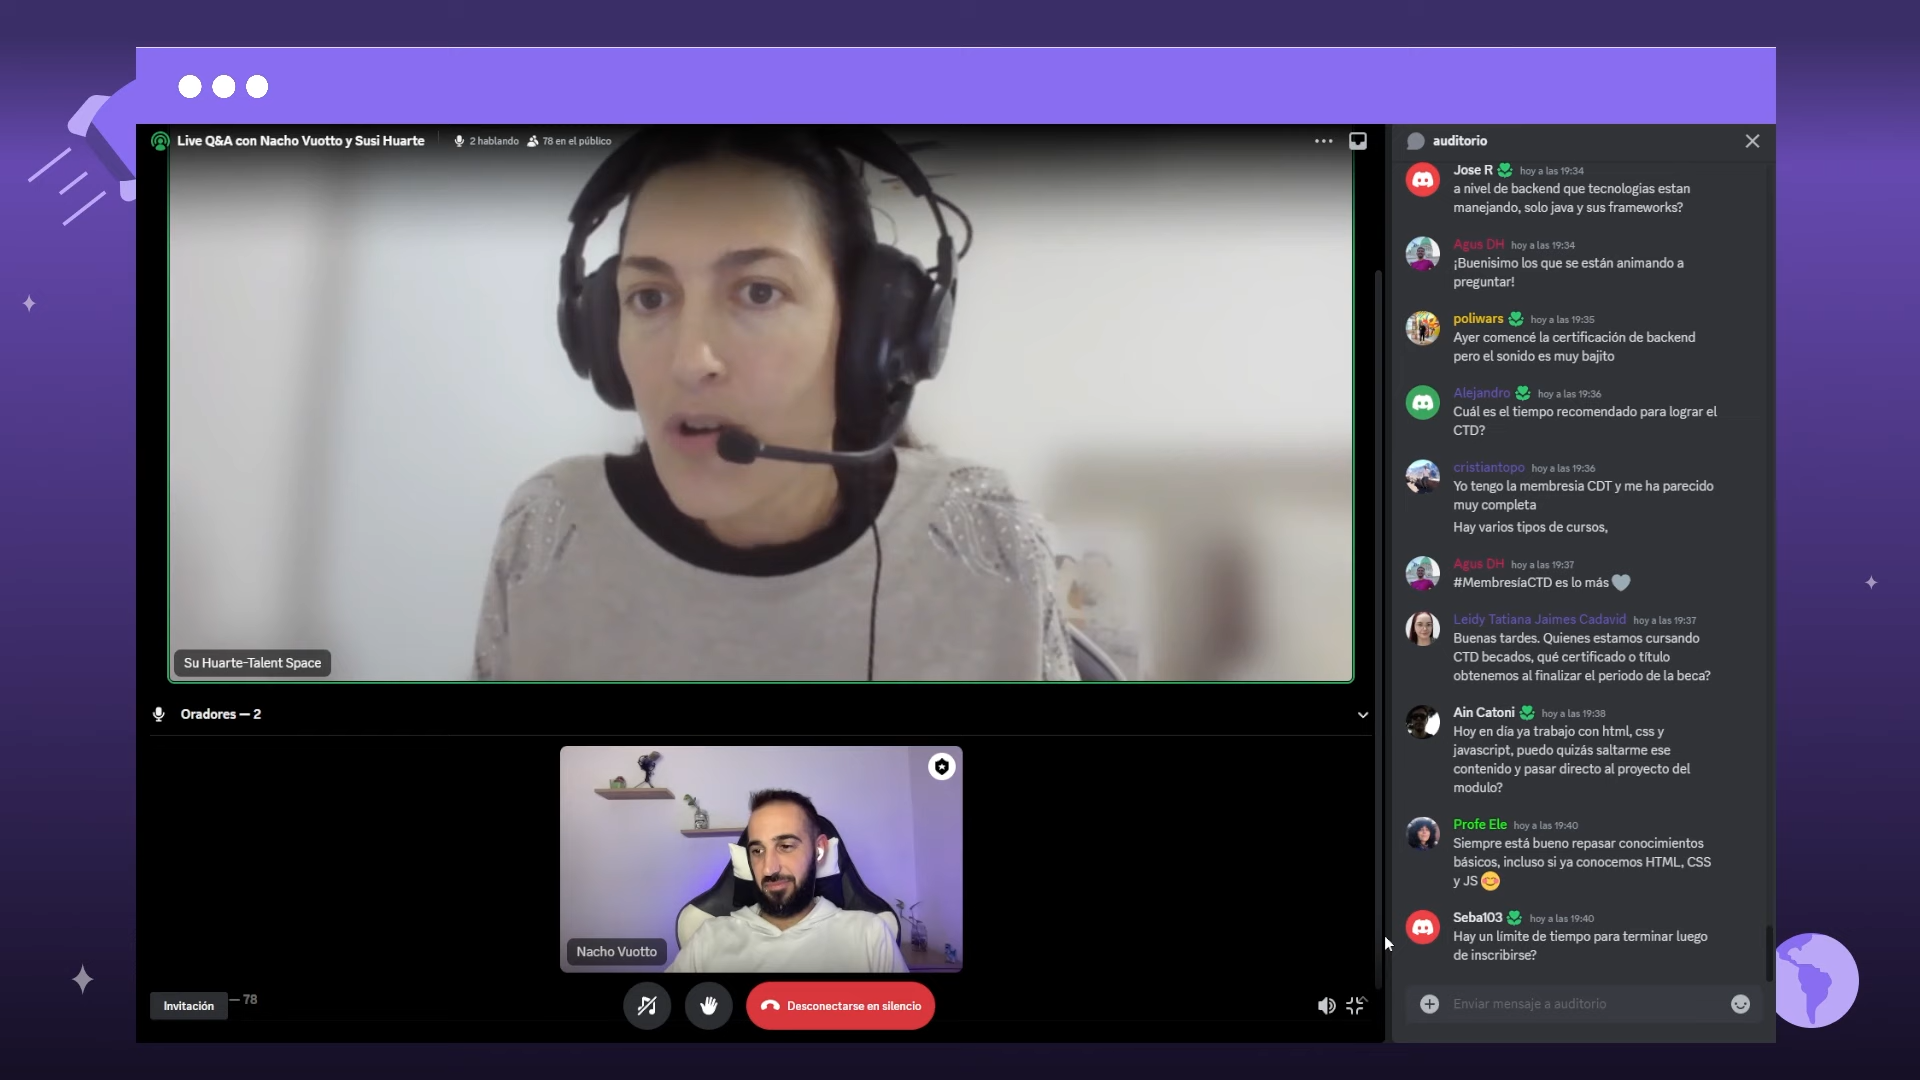 Live Q&A con Nacho Vuotto y Susi Huarte
2 hablando
78 en el público
Su Huarte-Talent Space
Oradores — 2
Nacho Vuotto
Invitación
— 78
Desconectarse en silencio
auditorio
Jose R hoy a las 19:34
a nivel de backend que tecnologias estan
manejando, solo java y sus frameworks?
Agus DH hoy a las 19:34
¡Buenisimo los que se están animando a
preguntar!
poliwars hoy a las 19:35
Ayer comencé la certificación de backend
pero el sonido es muy bajito
Alejandro hoy a las 19:36
Cuál es el tiempo recomendado para lograr el
CTD?
cristiantopo hoy a las 19:36
Yo tengo la membresia CDT y me ha parecido
muy completa
Hay varios tipos de cursos,
Agus DH hoy a las 19:37
#MembresíaCTD es lo más
Leidy Tatiana Jaimes Cadavid hoy a las 19:37
Buenas tardes. Quienes estamos cursando
CTD becados, qué certificado o título
obtenemos al finalizar el periodo de la beca?
Ain Catoni hoy a las 19:38
Hoy en día ya trabajo con html, css y
javascript, puedo quizás saltarme ese
contenido y pasar directo al proyecto del
modulo?
Profe Ele hoy a las 19:40
Siempre está bueno repasar conocimientos
básicos, incluso si ya conocemos HTML, CSS
y JS
Seba103 hoy a las 19:40
Hay un límite de tiempo para terminar luego
de inscribirse?
Enviar mensaje a auditorio